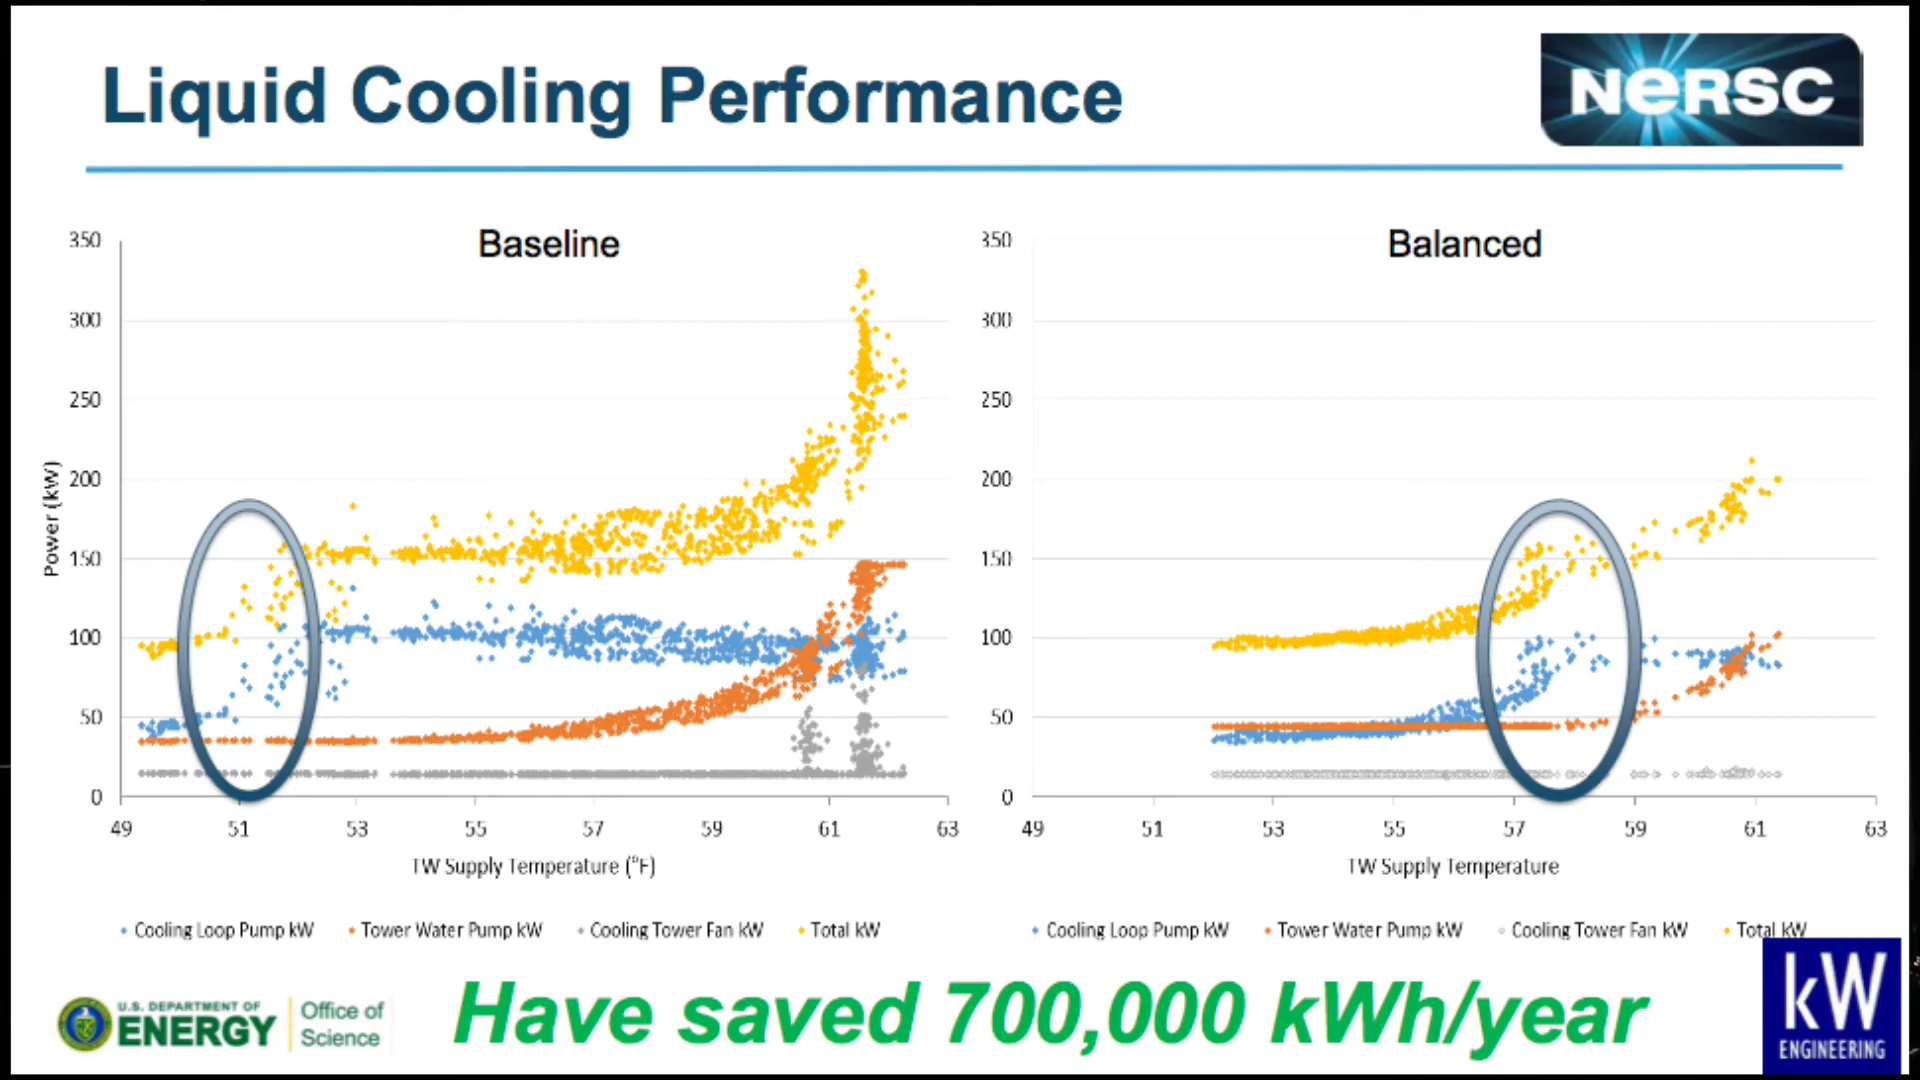 Liquid Cooling Performance
NERSC
Baseline
350
300
250
200
150
100
50
0
Power (kW)
49 51 53 55 57 59 61 63
TW Supply Temperature (°F)
Cooling Loop Pump kW Tower Water Pump kW Cooling Tower Fan kW Total kW
Balanced
350
300
250
200
150
100
50
0
49 51 53 55 57 59 61 63
TW Supply Temperature
Cooling Loop Pump kW Tower Water Pump kW Cooling Tower Fan kW Total kW
U.S. DEPARTMENT OF
ENERGY
Office of
Science
Have saved 700,000 kWh/year
kW
ENGINEERING